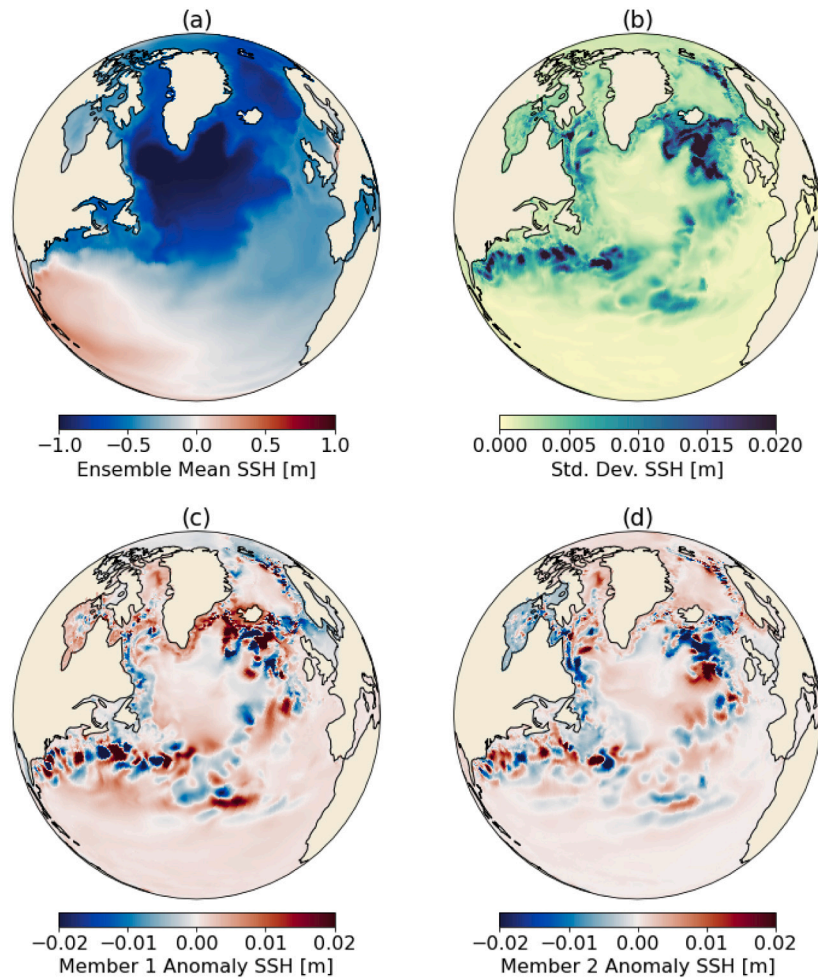 (a)
(b)
−1.0 −0.5 0.0 0.5 1.0
Ensemble Mean SSH [m]
0.000 0.005 0.010 0.015 0.020
Std. Dev. SSH [m]
(c)
(d)
−0.02 −0.01 0.00 0.01 0.02
Member 1 Anomaly SSH [m]
−0.02 −0.01 0.00 0.01 0.02
Member 2 Anomaly SSH [m]